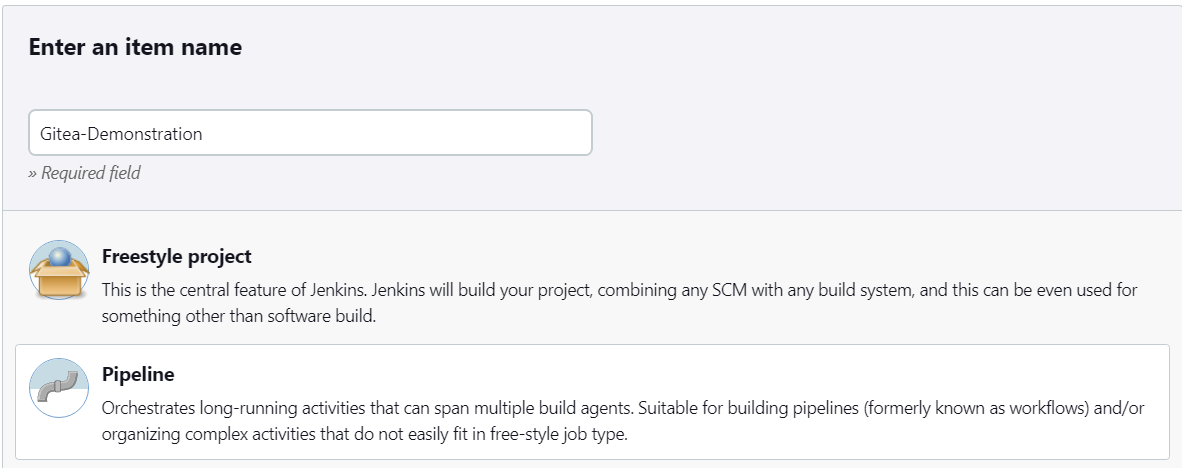 Enter an item name
Gitea-Demonstration
» Required field
Freestyle project
This is the central feature of Jenkins. Jenkins will build your project, combining any SCM with any build system, and this can be even used for
something other than software build.
Pipeline
Orchestrates long-running activities that can span multiple build agents. Suitable for building pipelines (formerly known as workflows) and/or
organizing complex activities that do not easily fit in free-style job type.